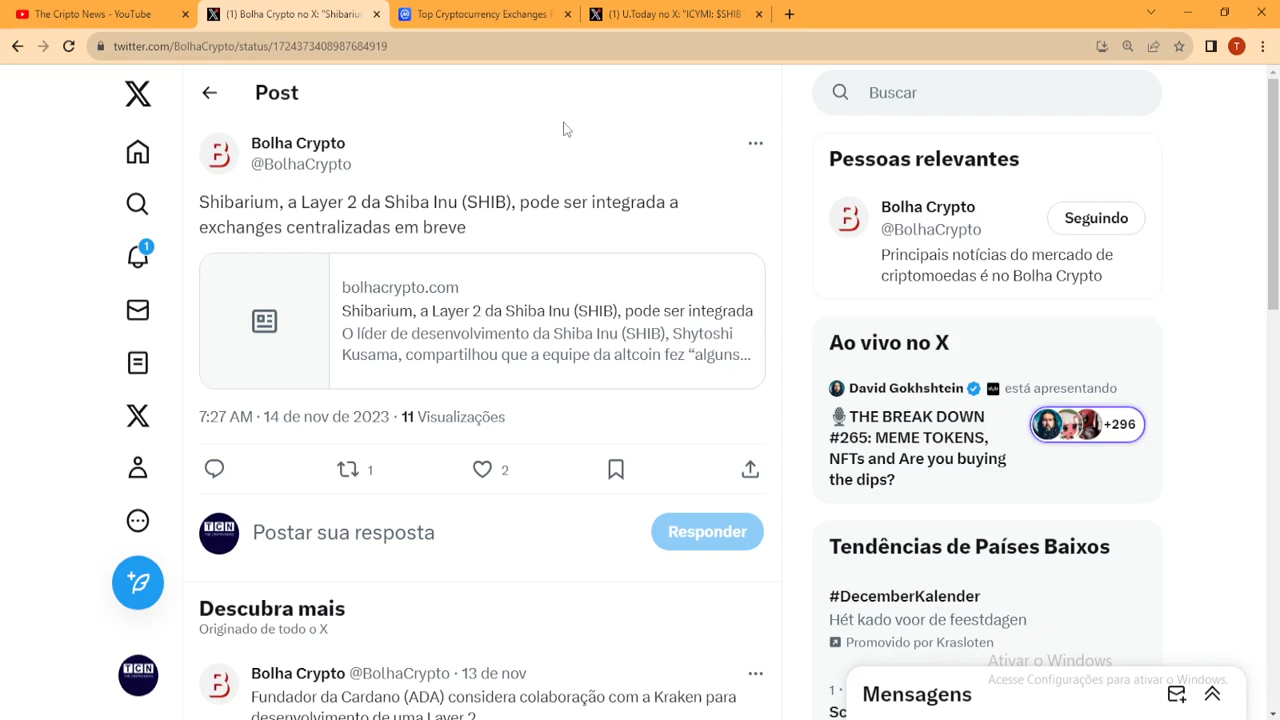 The Cripto News - YouTube
(1) Bolha Crypto no X: "Shibariun
Top Cryptocurrency Exchanges F
(1) U.Today no X: "ICYMI: $SHIB
twitter.com/BolhaCrypto/status/1724373408987684919
T
Post
Bolha Crypto
@BolhaCrypto
Shibarium, a Layer 2 da Shiba Inu (SHIB), pode ser integrada a
exchanges centralizadas em breve
bolhacrypto.com
Shibarium, a Layer 2 da Shiba Inu (SHIB), pode ser integrada
O líder de desenvolvimento da Shiba Inu (SHIB), Shytoshi
Kusama, compartilhou que a equipe da altcoin fez “alguns...
7:27 AM · 14 de nov de 2023 · 11 Visualizações
1
2
TCN
Postar sua resposta
Responder
Descubra mais
Originado de todo o X
Bolha Crypto @BolhaCrypto · 13 de nov
Fundador da Cardano (ADA) considera colaboração com a Kraken para
desenvolvimento de uma Layer 2
1
TCN
Buscar
Pessoas relevantes
Bolha Crypto
@BolhaCrypto
Seguindo
Principais notícias do mercado de
criptomoedas é no Bolha Crypto
Ao vivo no X
David Gokhshtein está apresentando
🎙THE BREAK DOWN
#265: MEME TOKENS,
NFTs and Are you buying
the dips?
+296
Tendências de Países Baixos
#DecemberKalender
Hét kado voor de feestdagen
Promovido por Krasloten
1 ·
Sc
Ativar o Windows
Acesse Configurações para ativar o Windows.
Mensagens